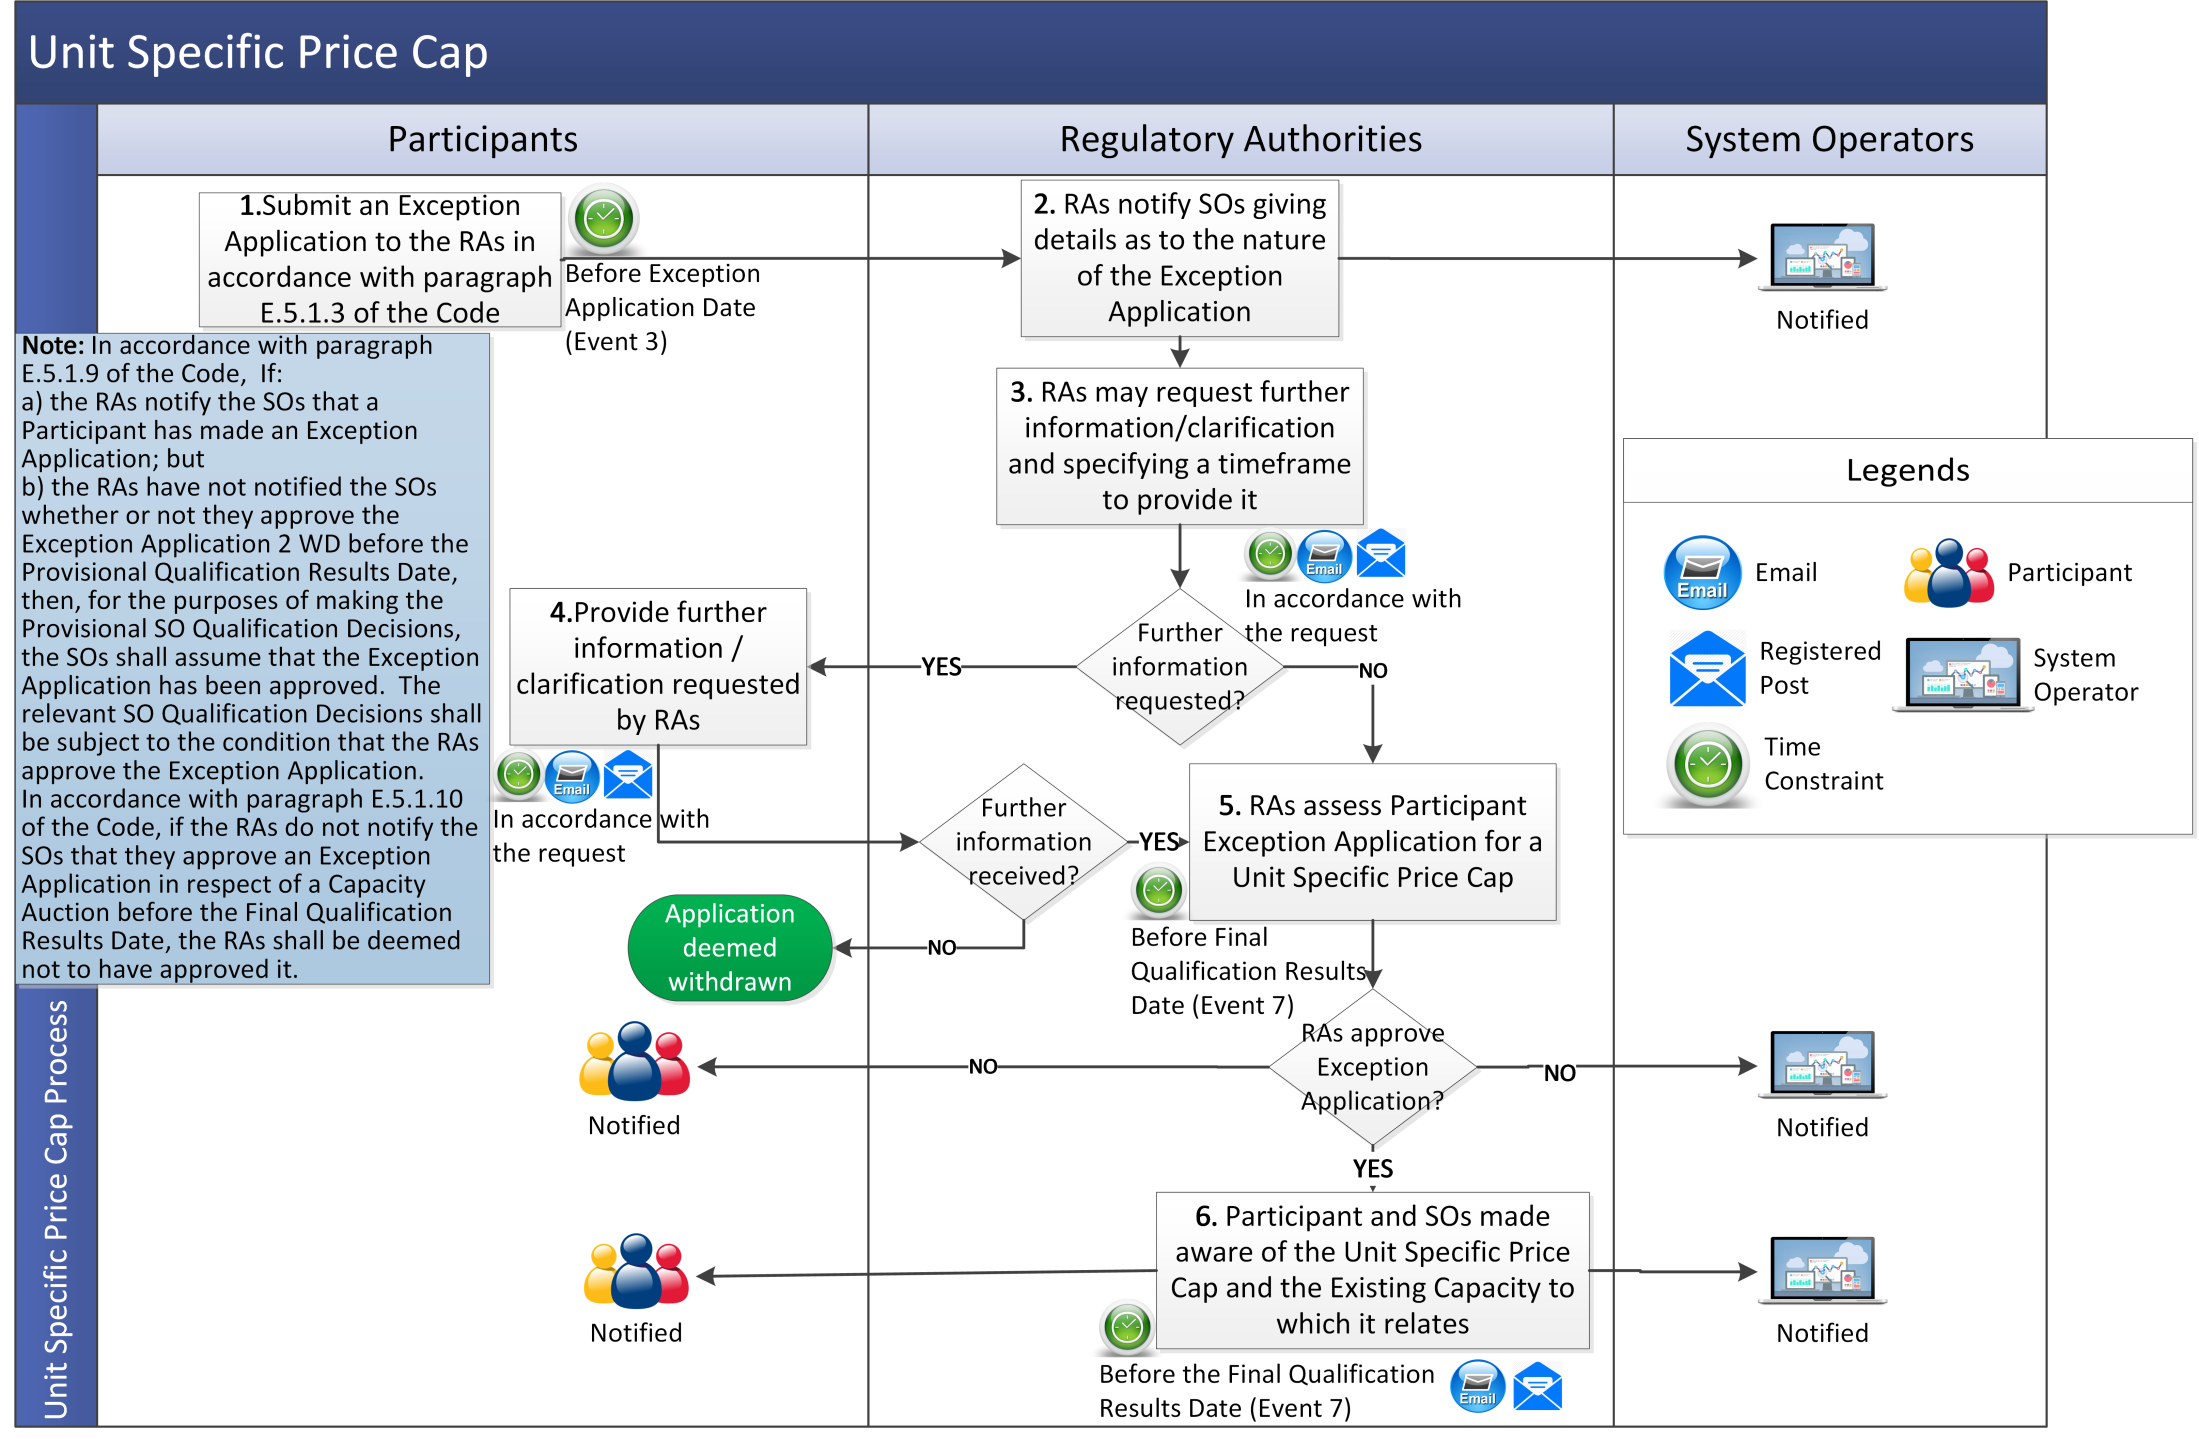 Unit Specific Price Cap
Participants
Regulatory Authorities
System Operators
1.Submit an Exception
Application to the RAs in
accordance with paragraph
E.5.1.3 of the Code
Before Exception
Application Date
(Event 3)
2. RAs notify SOs giving
details as to the nature
of the Exception
Application
Notified
Note: In accordance with paragraph
E.5.1.9 of the Code,  If:
a) the RAs notify the SOs that a
Participant has made an Exception
Application; but
b) the RAs have not notified the SOs
whether or not they approve the
Exception Application 2 WD before the
Provisional Qualification Results Date,
then, for the purposes of making the
Provisional SO Qualification Decisions,
the SOs shall assume that the Exception
Application has been approved.  The
relevant SO Qualification Decisions shall
be subject to the condition that the RAs
approve the Exception Application.
In accordance with paragraph E.5.1.10
of the Code, if the RAs do not notify the
SOs that they approve an Exception
Application in respect of a Capacity
Auction before the Final Qualification
Results Date, the RAs shall be deemed
not to have approved it.
3. RAs may request further
information/clarification
and specifying a timeframe
to provide it
Email
In accordance with
the request
Further
information
requested?
YES
NO
4.Provide further
information /
clarification requested
by RAs
Email
In accordance with
the request
Further
information
received?
YES
NO
Application
deemed
withdrawn
5. RAs assess Participant
Exception Application for a
Unit Specific Price Cap
Before Final
Qualification Results
Date (Event 7)
RAs approve
Exception
Application?
NO
NO
YES
Notified
Notified
6. Participant and SOs made
aware of the Unit Specific Price
Cap and the Existing Capacity to
which it relates
Before the Final Qualification
Results Date (Event 7)
Email
Notified
Notified
Legends
Email
Email
Participant
Registered
Post
System
Operator
Time
Constraint
Unit Specific Price Cap Process